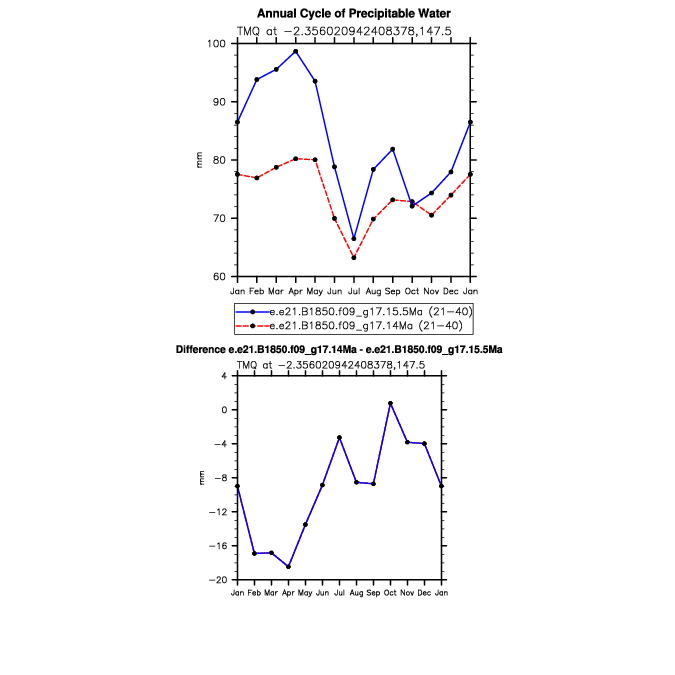 Annual Cycle of Precipitable Water
TMQ at −2.356020942408378,147.5
100
90
80
70
60
mm
Jan Feb Mar Apr May Jun Jul Aug Sep Oct Nov Dec Jan
e.e21.B1850.f09_g17.15.5Ma (21−40)
e.e21.B1850.f09_g17.14Ma (21−40)
Difference e.e21.B1850.f09_g17.14Ma - e.e21.B1850.f09_g17.15.5Ma
TMQ at −2.356020942408378,147.5
4
0
−4
−8
−12
−16
−20
mm
Jan Feb Mar Apr May Jun Jul Aug Sep Oct Nov Dec Jan